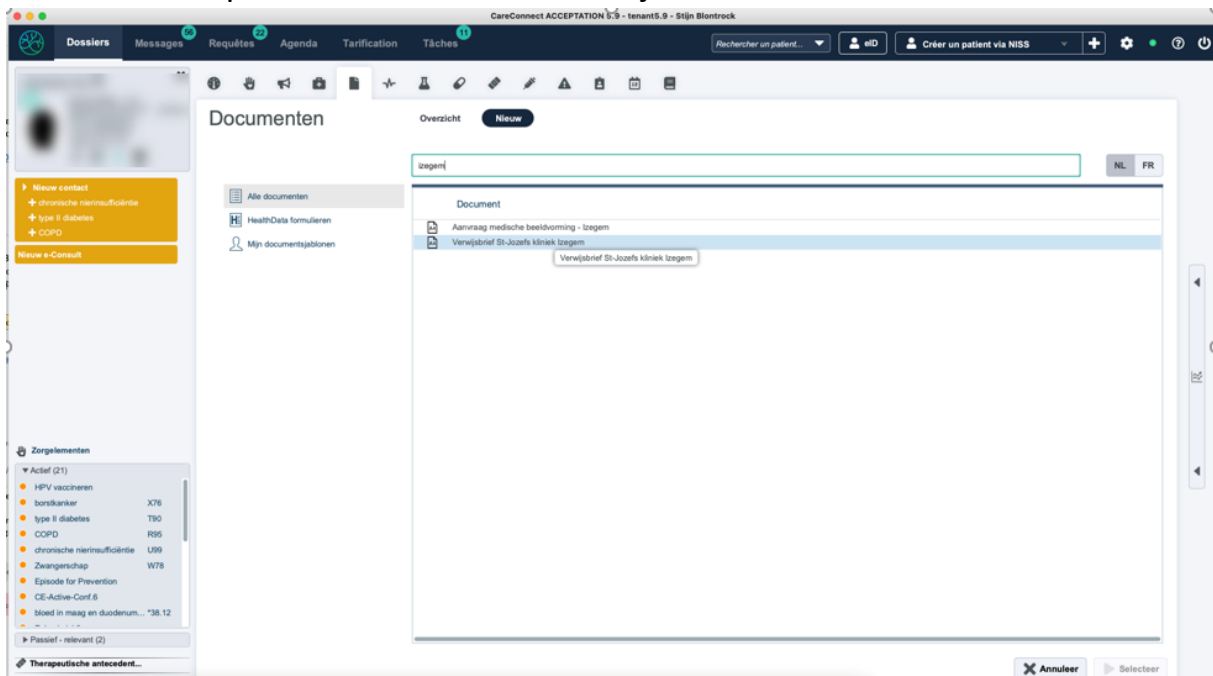 CareConnect ACCEPTATION 5.9 - tenant5.9 - Stijn Blontrock
Dossiers
Messages
56
Requêtes
22
Agenda
Tarification
Tâches
11
Rechercher un patient...
eID
Créer un patient via NISS
Documenten
Overzicht
Nieuw
izegem
NL FR
Nieuw contact
chronische nierinsufficiëntie
type II diabetes
COPD
Nieuw e-Consult
Alle documenten
HealthData formulieren
Mijn documentsjablonen
Document
Aanvraag medische beeldvorming - Izegem
Verwijsbrief St-Jozefs kliniek Izegem
Verwijsbrief St-Jozefs kliniek Izegem
Zorgelementen
Actief (21)
HPV vaccineren
borstkanker X76
type II diabetes T90
COPD R95
chronische nierinsufficiëntie U99
Zwangerschap W78
Episode for Prevention
CE-Active-Conf.6
bloed in maag en duodenum... *38.12
Passief - relevant (2)
Therapeutische antecedent...
Annuleer
Selecteer